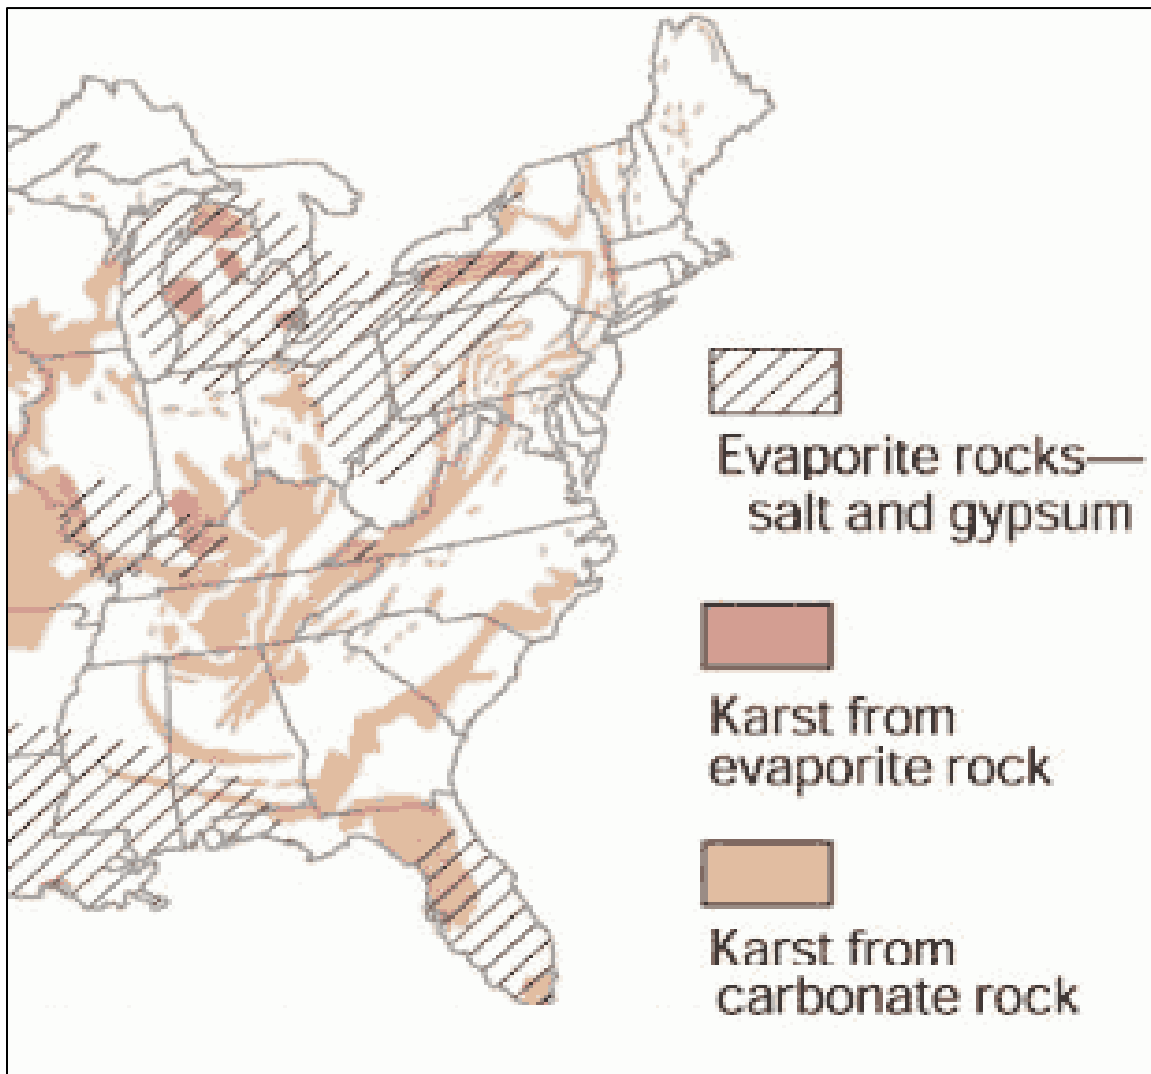 Evaporite rocks—
salt and gypsum
Karst from
evaporite rock
Karst from
carbonate rock